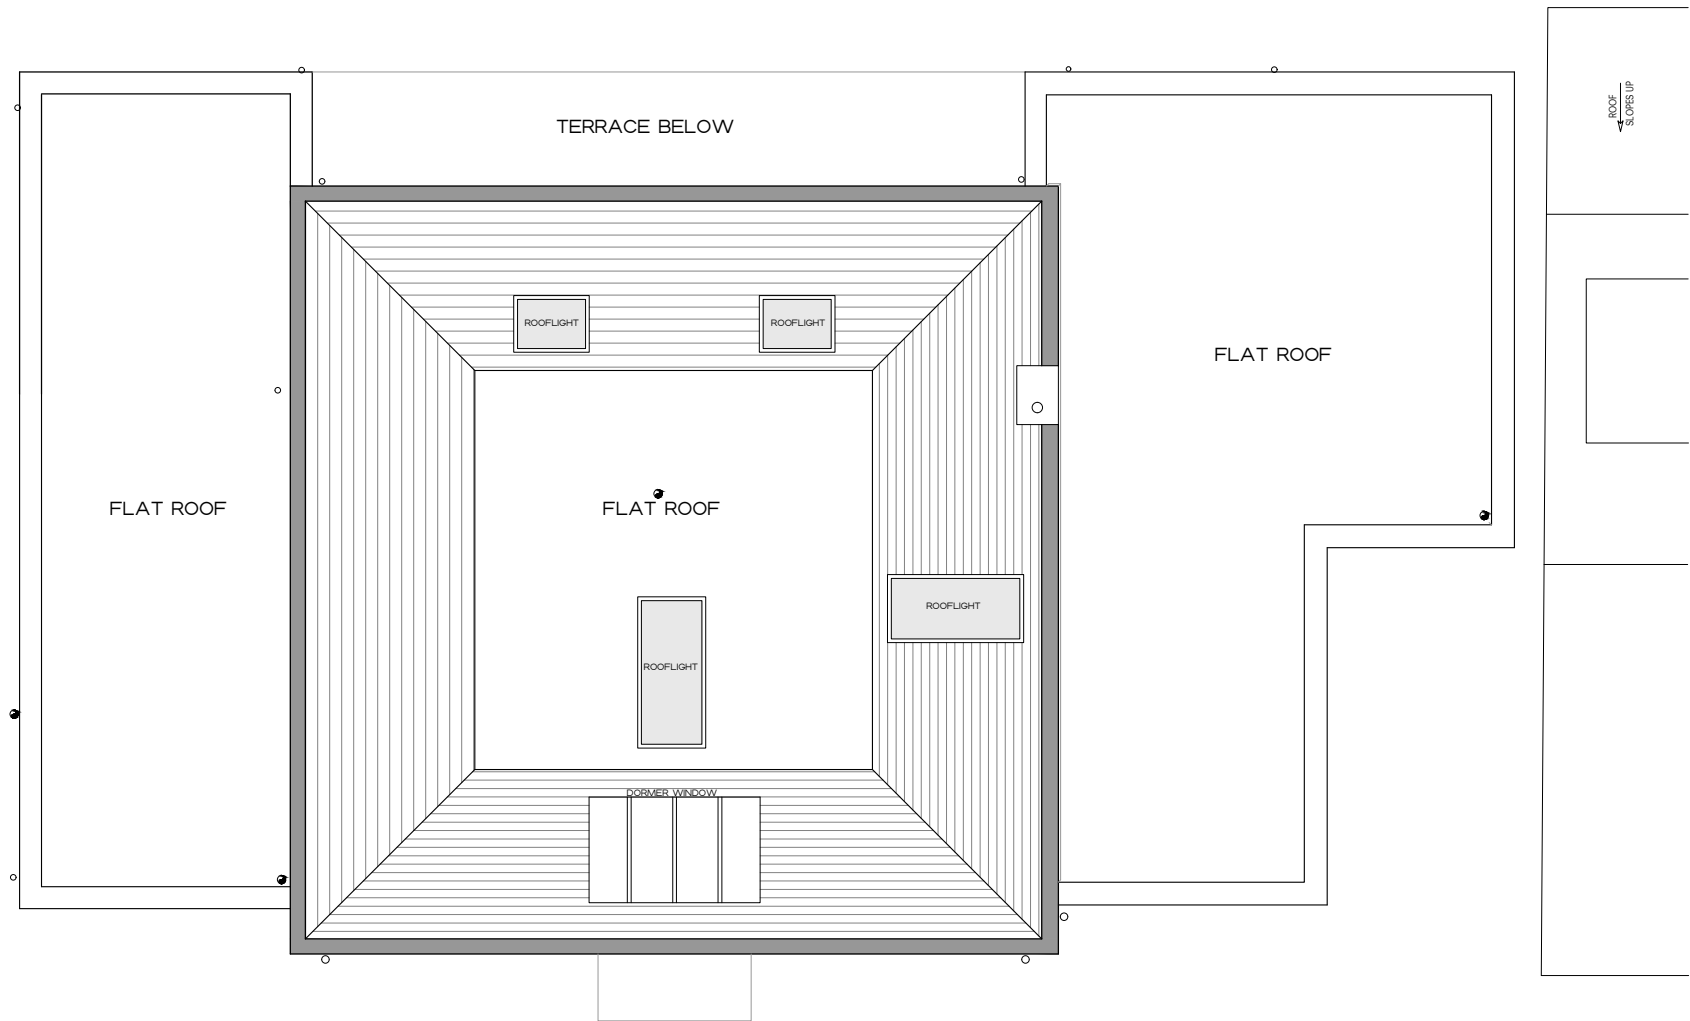 ROOF
SLOPES UP
TERRACE BELOW
ROOFLIGHT
ROOFLIGHT
FLAT ROOF
FLAT ROOF
FLAT ROOF
ROOFLIGHT
ROOFLIGHT
DORMER WINDOW